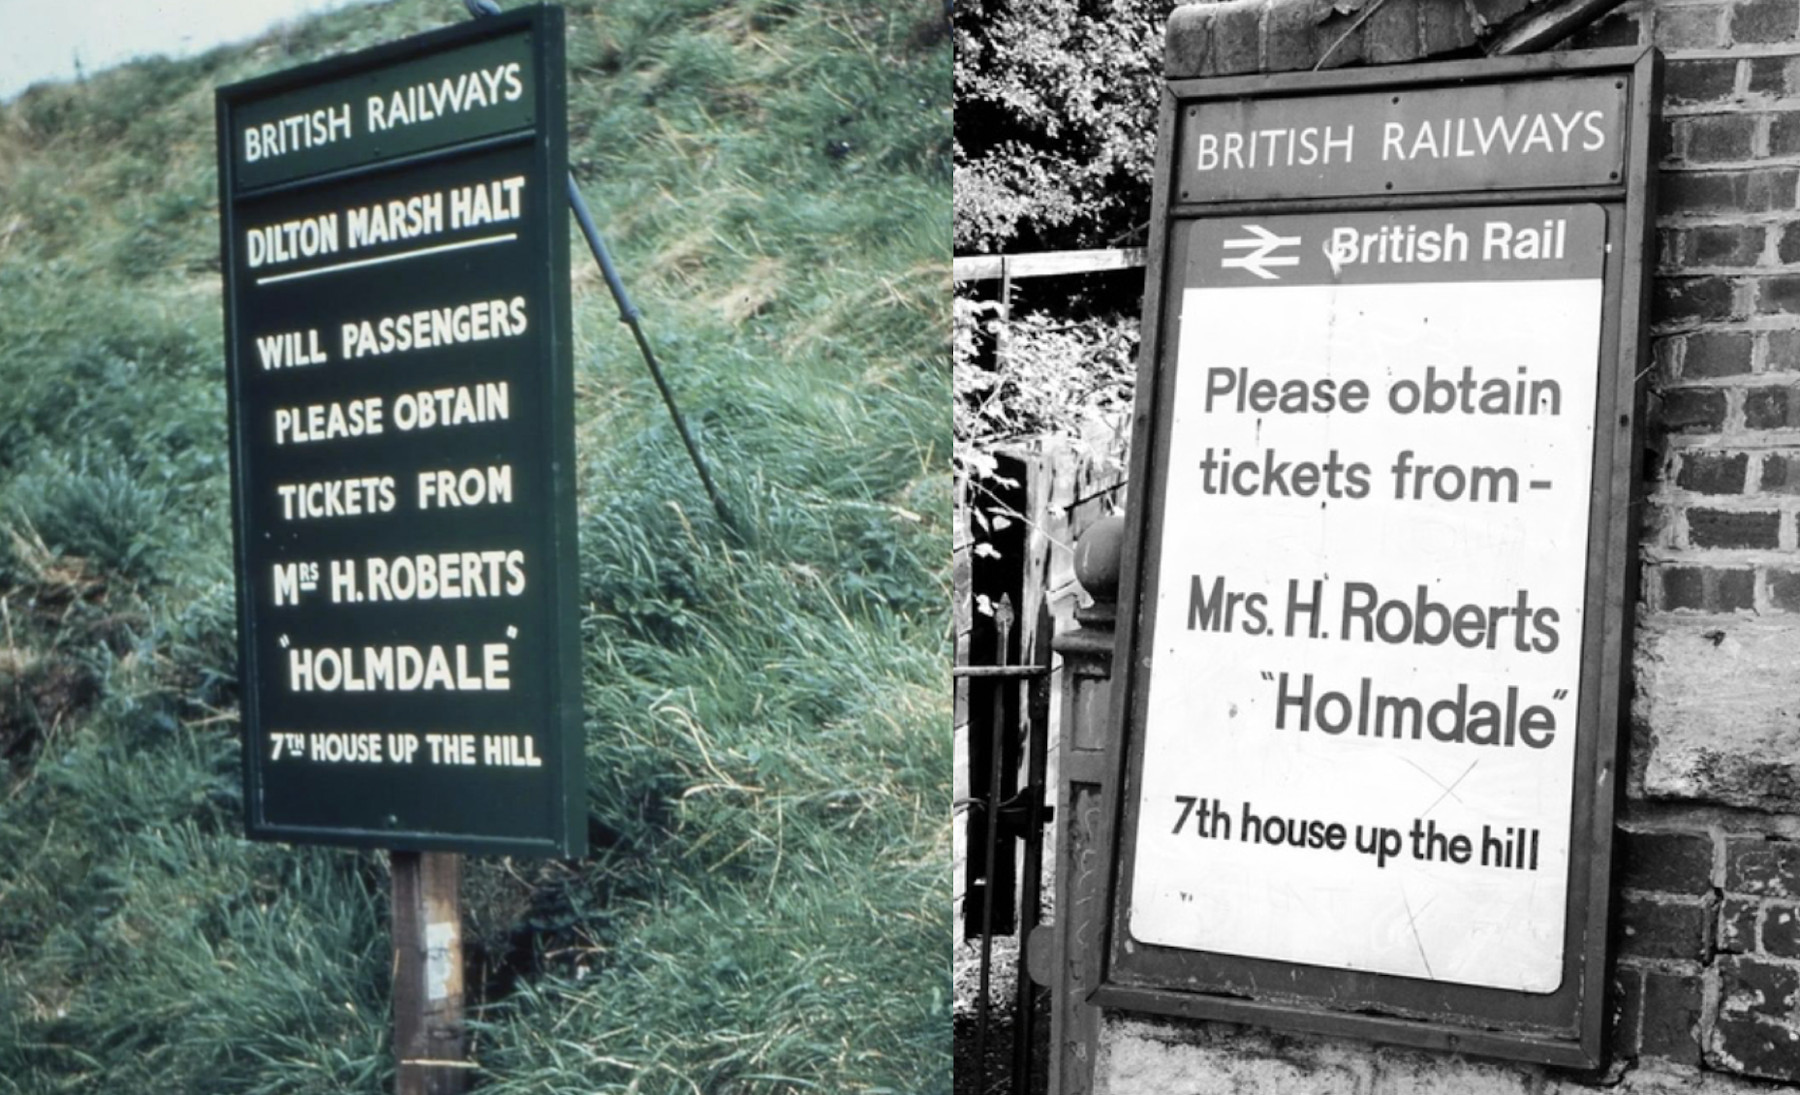 BRITISH RAILWAYS
DILTON MARSH HALT
WILL PASSENGERS
PLEASE OBTAIN
TICKETS FROM
MRS H. ROBERTS
"HOLMDALE"
7TH HOUSE UP THE HILL
BRITISH RAILWAYS
British Rail
Please obtain
tickets from-
Mrs. H. Roberts
"Holmdale"
7th house up the hill